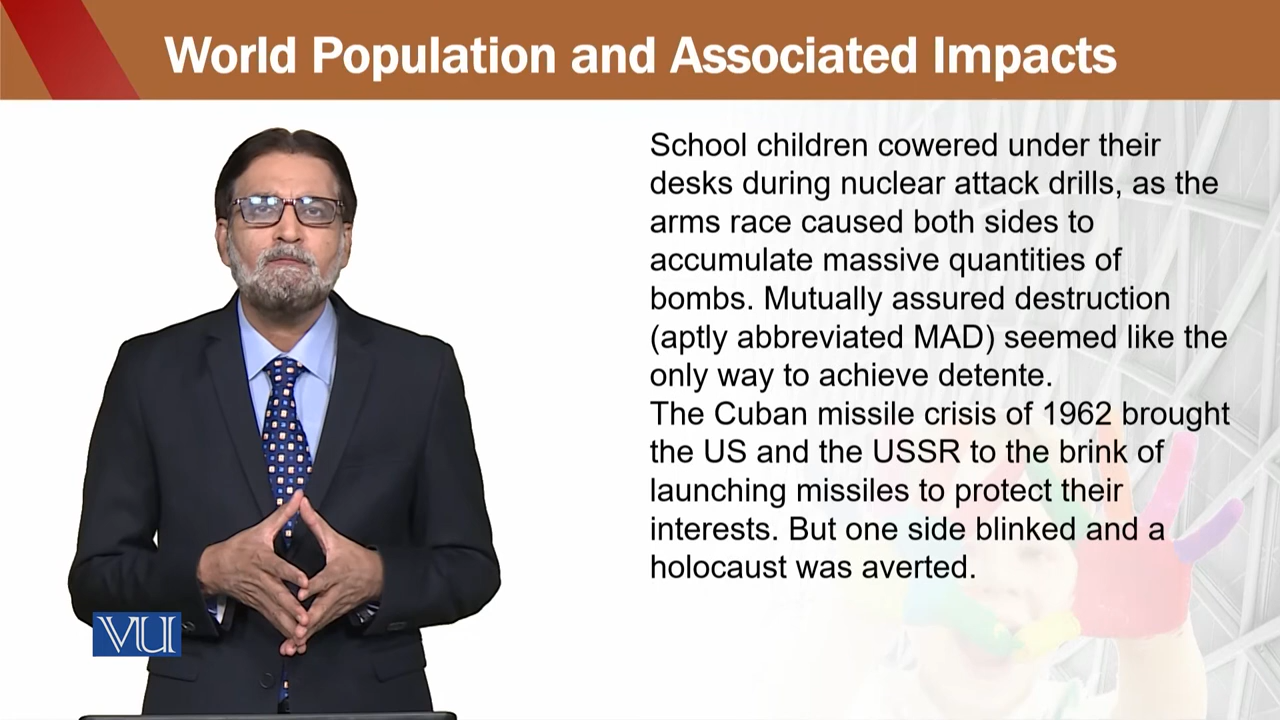 World Population and Associated Impacts
School children cowered under their
desks during nuclear attack drills, as the
arms race caused both sides to
accumulate massive quantities of
bombs. Mutually assured destruction
(aptly abbreviated MAD) seemed like the
only way to achieve detente.
The Cuban missile crisis of 1962 brought
the US and the USSR to the brink of
launching missiles to protect their
interests. But one side blinked and a
holocaust was averted.
VU